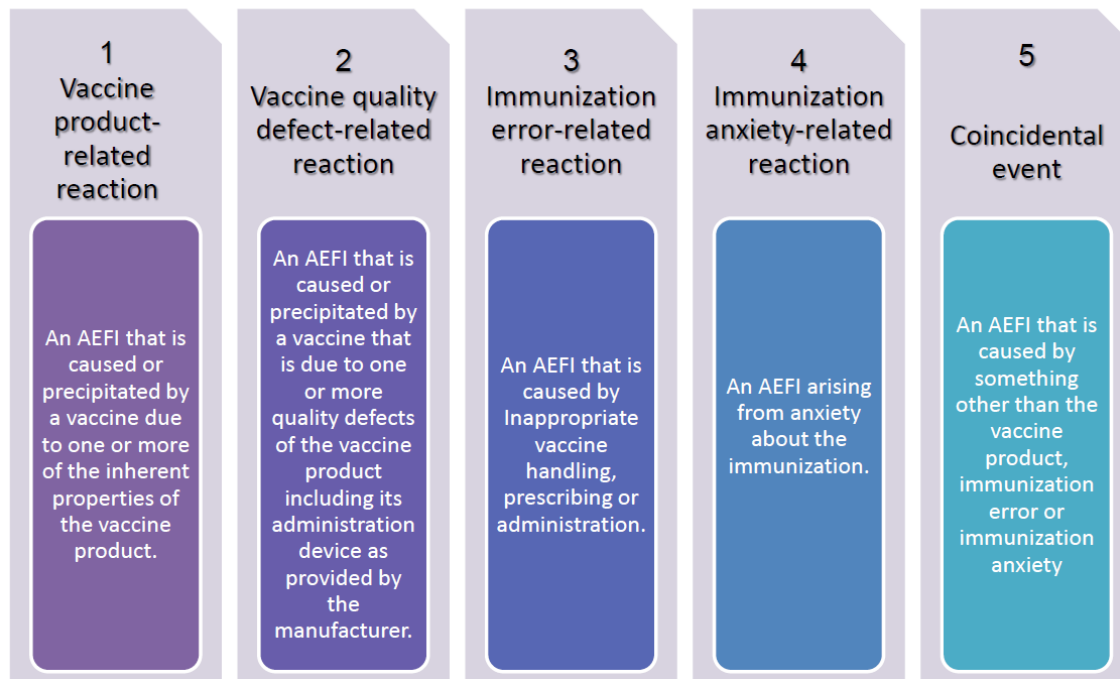 1
Vaccine
product-
related
reaction
An AEFI that is
caused or
precipitated by
a vaccine due
to one or more
of the inherent
properties of
the vaccine
product.
2
Vaccine quality
defect-related
reaction
An AEFI that is
caused or
precipitated by
a vaccine that
is due to one
or more
quality defects
of the vaccine
product
including its
administration
device as
provided by
the
manufacturer.
3
Immunization
error-related
reaction
An AEFI that is
caused by
Inappropriate
vaccine
handling,
prescribing or
administration.
4
Immunization
anxiety-related
reaction
An AEFI arising
from anxiety
about the
immunization.
5
Coincidental
event
An AEFI that is
caused by
something
other than the
vaccine
product,
immunization
error or
immunization
anxiety